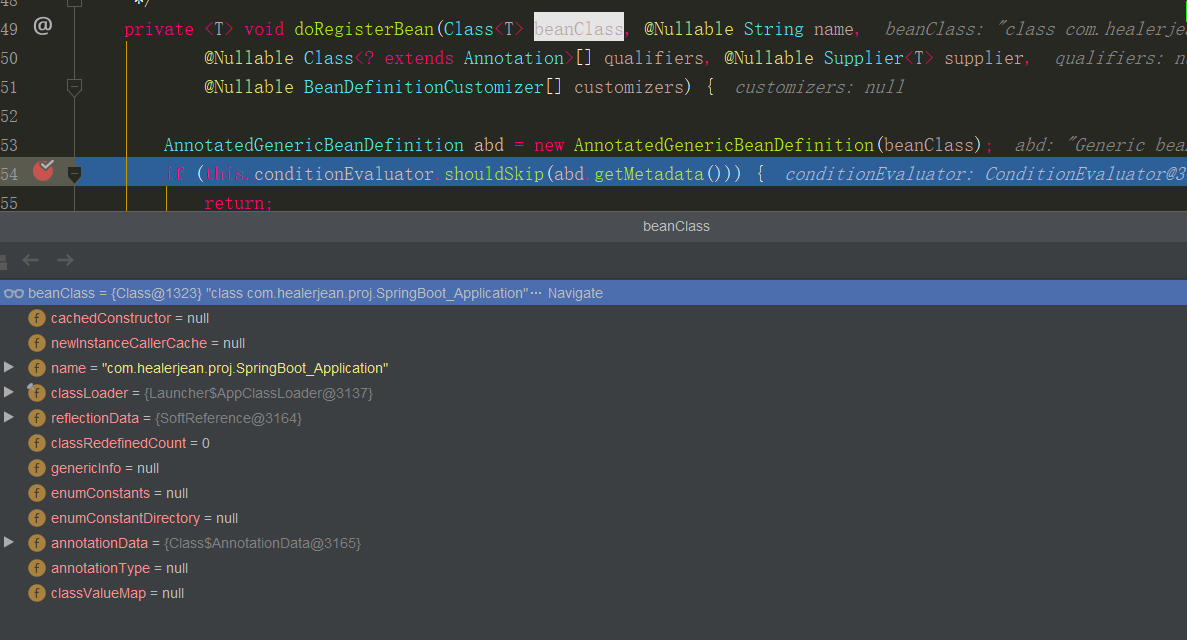 48 */
49 @ private <T> void doRegisterBean(Class<T> beanClass, @Nullable String name, beanClass: "class com.healerje
50 @Nullable Class<? extends Annotation>[] qualifiers, @Nullable Supplier<T> supplier, qualifiers: n
51 @Nullable BeanDefinitionCustomizer[] customizers) { customizers: null
52
53 AnnotatedGenericBeanDefinition abd = new AnnotatedGenericBeanDefinition(beanClass); abd: "Generic bea
54 if (this.conditionEvaluator.shouldSkip(abd.getMetadata())) { conditionEvaluator: ConditionEvaluator@3
55 return;
beanClass
beanClass = {Class@1323} "class com.healerjean.proj.SpringBoot_Application"... Navigate
f cachedConstructor = null
f newInstanceCallerCache = null
f name = "com.healerjean.proj.SpringBoot_Application"
f classLoader = {Launcher$AppClassLoader@3137}
f reflectionData = {SoftReference@3164}
f classRedefinedCount = 0
f genericInfo = null
f enumConstants = null
f enumConstantDirectory = null
f annotationData = {Class$AnnotationData@3165}
f annotationType = null
f classValueMap = null